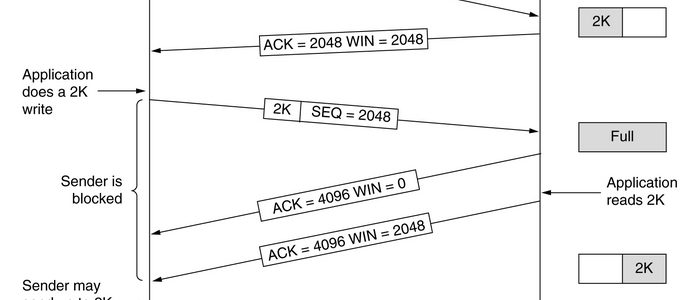 2K
ACK = 2048 WIN = 2048
Application
does a 2K
write
2K SEQ = 2048
Full
Sender is
blocked
ACK = 4096 WIN = 0
Application
reads 2K
ACK = 4096 WIN = 2048
2K
Sender may